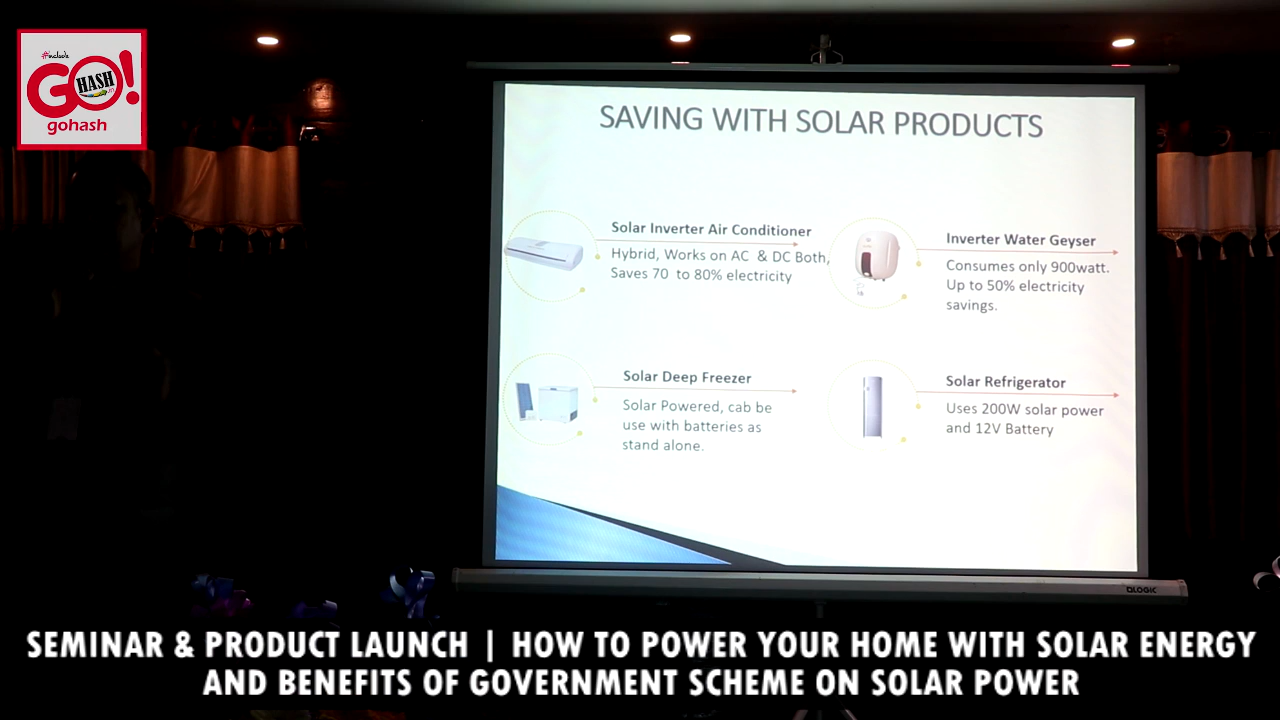 #include
GO!
HASH
gohash
SAVING WITH SOLAR PRODUCTS
Solar Inverter Air Conditioner
Hybrid, Works on AC & DC Both,
Saves 70 to 80% electricity
Inverter Water Geyser
Consumes only 900watt.
Up to 50% electricity
savings.
Solar Deep Freezer
Solar Powered, cab be
use with batteries as
stand alone.
Solar Refrigerator
Uses 200W solar power
and 12V Battery
DLOGIC
SEMINAR & PRODUCT LAUNCH | HOW TO POWER YOUR HOME WITH SOLAR ENERGY
AND BENEFITS OF GOVERNMENT SCHEME ON SOLAR POWER